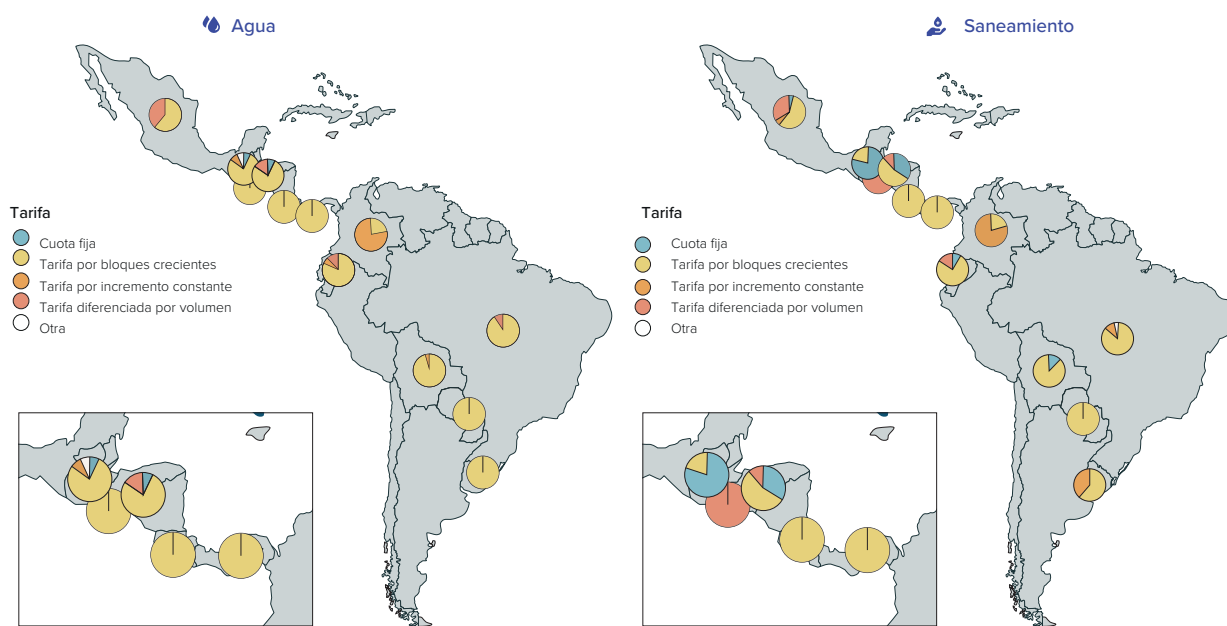 Agua
Tarifa
Cuota fija
Tarifa por bloques crecientes
Tarifa por incremento constante
Tarifa diferenciada por volumen
Otra
Saneamiento
Tarifa
Cuota fija
Tarifa por bloques crecientes
Tarifa por incremento constante
Tarifa diferenciada por volumen
Otra